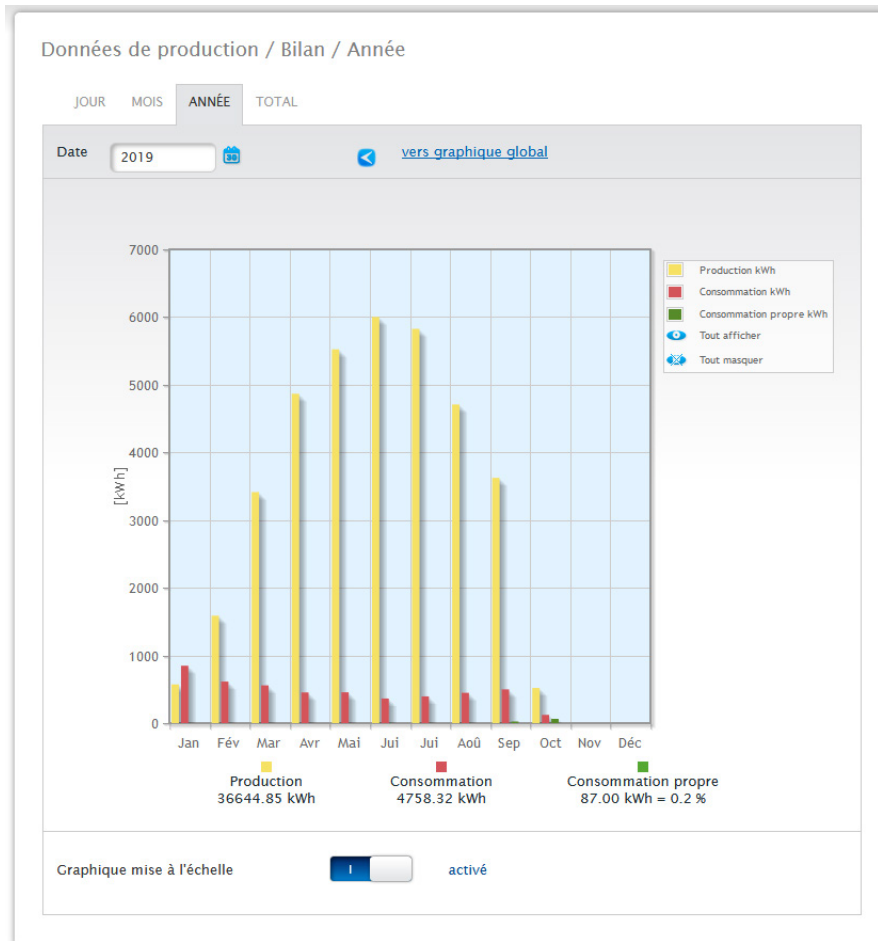 Données de production / Bilan / Année
JOUR MOIS ANNÉE TOTAL
Date 2019 30 vers graphique global
7000
6000
5000
4000
3000
2000
1000
0
[kWh]
Production kWh
Consommation kWh
Consommation propre kWh
Tout afficher
Tout masquer
Jan Fév Mar Avr Mai Jui Jui Aoû Sep Oct Nov Déc
Production Consommation Consommation propre
36644.85 kWh 4758.32 kWh 87.00 kWh = 0.2 %
Graphique mise à l'échelle I activé